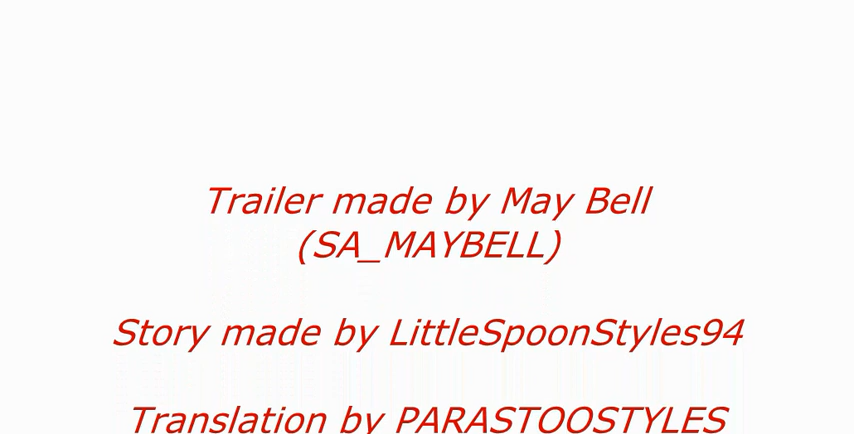 Trailer made by May Bell
(SA_MAYBELL)
Story made by LittleSpoonStyles94
Translation by PARASTOOSTYLES